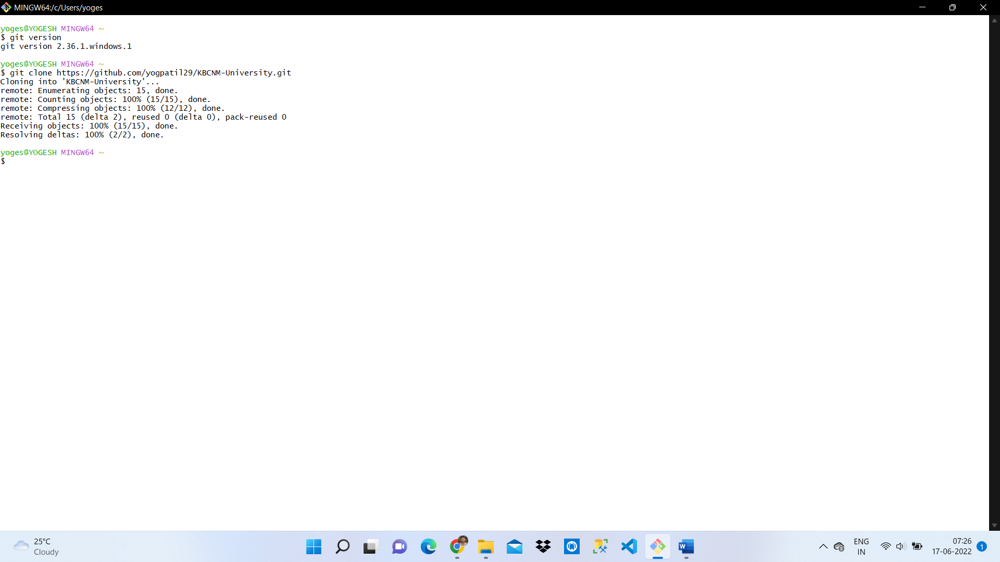 MINGW64:/c/Users/yoges
yoges@YOGESH MINGW64 ~
$ git version
git version 2.36.1.windows.1
yoges@YOGESH MINGW64 ~
$ git clone https://github.com/yogpatil29/KBCNM-University.git
Cloning into 'KBCNM-University'...
remote: Enumerating objects: 15, done.
remote: Counting objects: 100% (15/15), done.
remote: Compressing objects: 100% (12/12), done.
remote: Total 15 (delta 2), reused 0 (delta 0), pack-reused 0
Receiving objects: 100% (15/15), done.
Resolving deltas: 100% (2/2), done.
yoges@YOGESH MINGW64 ~
$
25°C
Cloudy
W
ENG
IN
07:26
17-06-2022
1